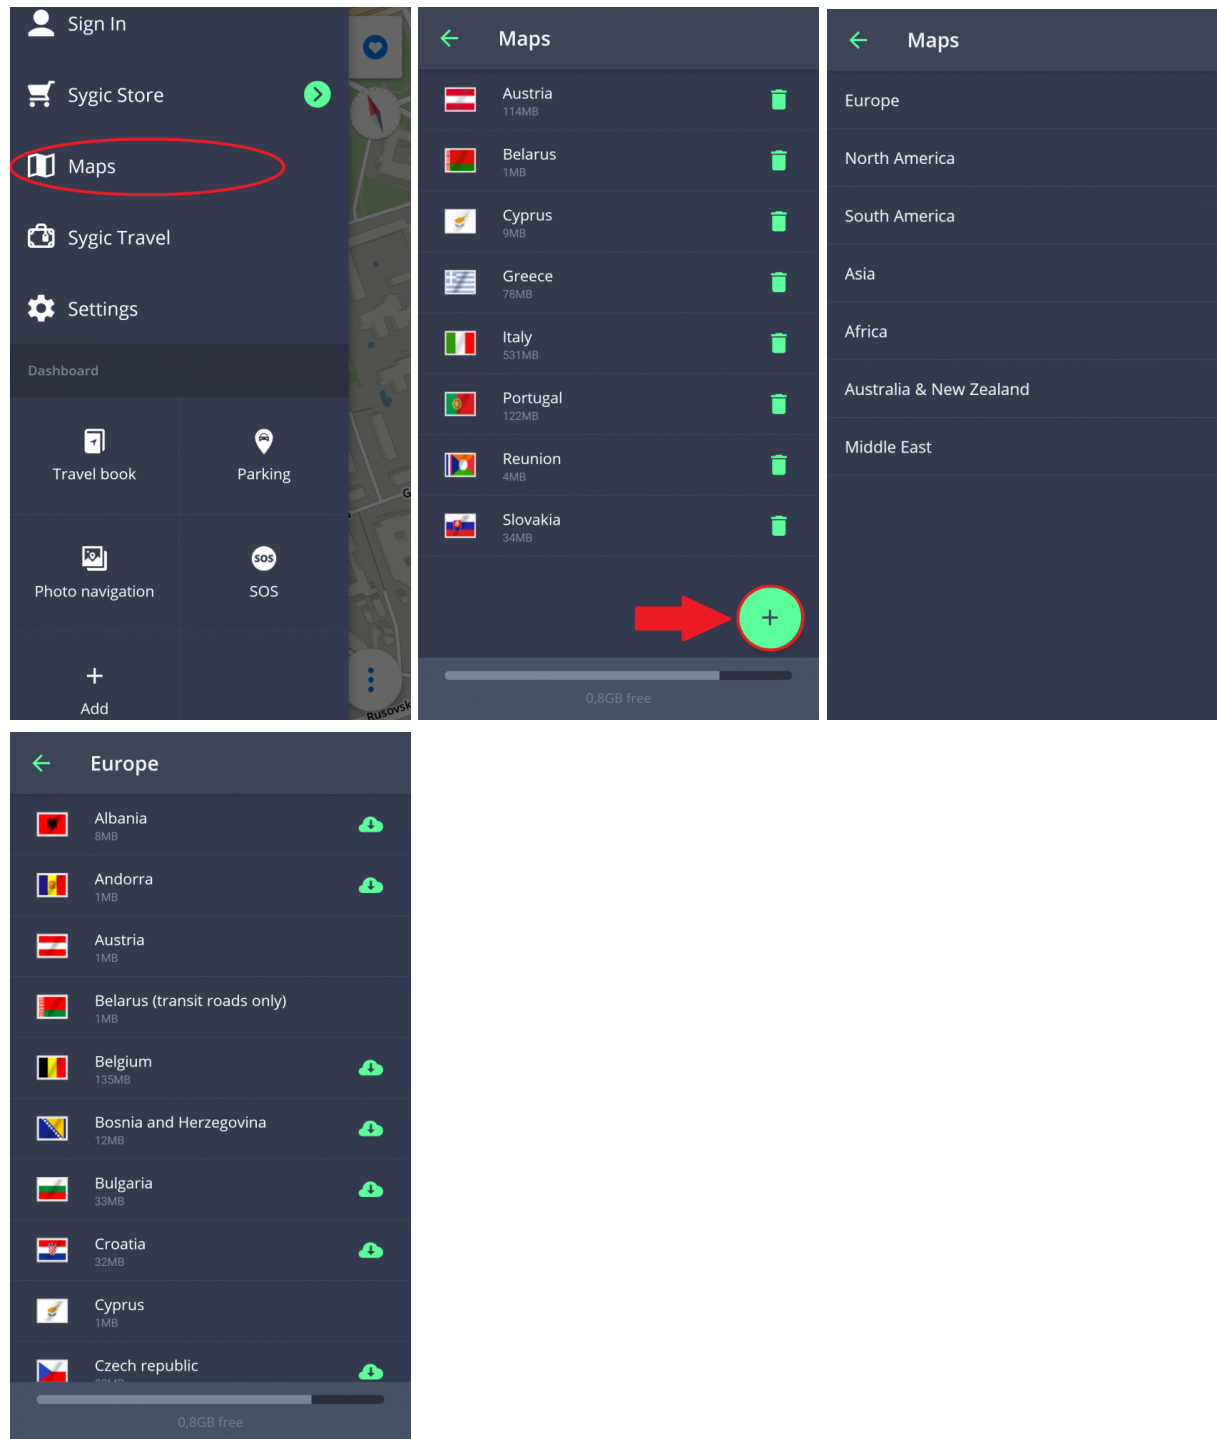 Sign In
Sygic Store
Maps
Sygic Travel
Settings
Dashboard
Travel book
Parking
Photo navigation
SOS
SOS
Add
Rusovsk
G
Maps
Austria
114MB
Belarus
1MB
Cyprus
9MB
Greece
78MB
Italy
531MB
Portugal
122MB
Reunion
4MB
Slovakia
34MB
0,8GB free
Maps
Europe
North America
South America
Asia
Africa
Australia & New Zealand
Middle East
Europe
Albania
8MB
Andorra
1MB
Austria
1MB
Belarus (transit roads only)
1MB
Belgium
135MB
Bosnia and Herzegovina
12MB
Bulgaria
33MB
Croatia
32MB
Cyprus
1MB
Czech republic
0,8GB free